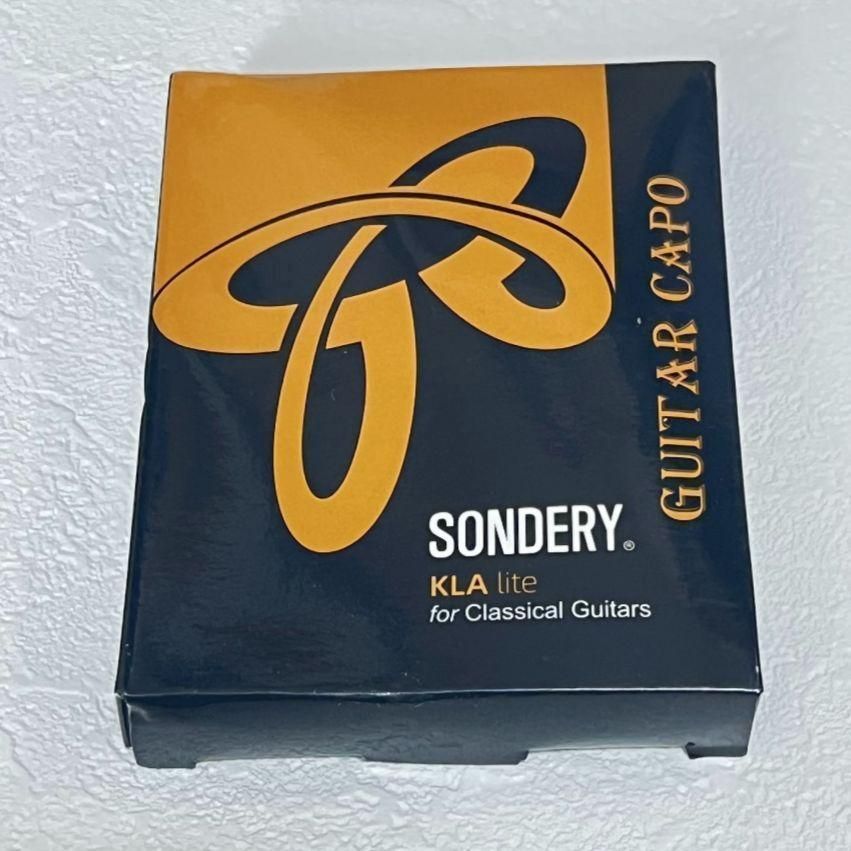 GUITAR CAPO
SONDERY®
KLA lite
for Classical Guitars